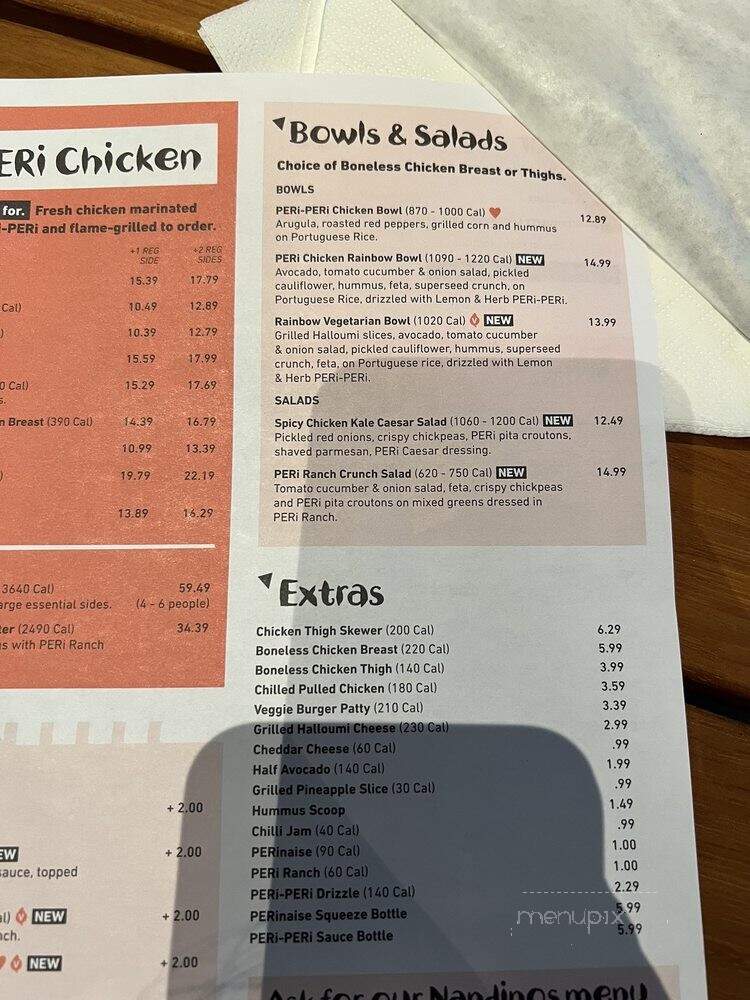 ERi Chicken
for. Fresh chicken marinated
i-PERi and flame-grilled to order.
+1 REG SIDE +2 REG SIDES
15.39 17.79
Cal) 10.49 12.89
) 10.39 12.79
15.59 17.99
0 Cal) 15.29 17.69
s.
n Breast (390 Cal) 14.39 16.79
10.99 13.39
) 19.79 22.19
13.89 16.29
3640 Cal) 59.49
arge essential sides. (4 - 6 people)
ter (2490 Cal) 34.39
s with PERi Ranch
+ 2.00
EW + 2.00
sauce, topped
al) NEW + 2.00
nch.
NEW + 2.00
Bowls & Salads
Choice of Boneless Chicken Breast or Thighs.
BOWLS
PERi-PERi Chicken Bowl (870 - 1000 Cal) 12.89
Arugula, roasted red peppers, grilled corn and hummus
on Portuguese Rice.
PERi Chicken Rainbow Bowl (1090 - 1220 Cal) NEW 14.99
Avocado, tomato cucumber & onion salad, pickled
cauliflower, hummus, feta, superseed crunch, on
Portuguese Rice, drizzled with Lemon & Herb PERi-PERi.
Rainbow Vegetarian Bowl (1020 Cal) NEW 13.99
Grilled Halloumi slices, avocado, tomato cucumber
& onion salad, pickled cauliflower, hummus, superseed
crunch, feta, on Portuguese rice, drizzled with Lemon
& Herb PERi-PERi.
SALADS
Spicy Chicken Kale Caesar Salad (1060 - 1200 Cal) NEW 12.49
Pickled red onions, crispy chickpeas, PERi pita croutons,
shaved parmesan, PERi Caesar dressing.
PERi Ranch Crunch Salad (620 - 750 Cal) NEW 14.99
Tomato cucumber & onion salad, feta, crispy chickpeas
and PERi pita croutons on mixed greens dressed in
PERi Ranch.
Extras
Chicken Thigh Skewer (200 Cal) 6.29
Boneless Chicken Breast (220 Cal) 5.99
Boneless Chicken Thigh (140 Cal) 3.99
Chilled Pulled Chicken (180 Cal) 3.59
Veggie Burger Patty (210 Cal) 3.39
Grilled Halloumi Cheese (230 Cal) 2.99
Cheddar Cheese (60 Cal) .99
Half Avocado (140 Cal) 1.99
Grilled Pineapple Slice (30 Cal) .99
Hummus Scoop 1.49
Chilli Jam (40 Cal) .99
PERinaise (90 Cal) 1.00
PERi Ranch (60 Cal) 1.00
PERi-PERi Drizzle (140 Cal) 2.29
PERinaise Squeeze Bottle 5.99
PERi-PERi Sauce Bottle 5.99
menupix
Ask for our Nandinos menu